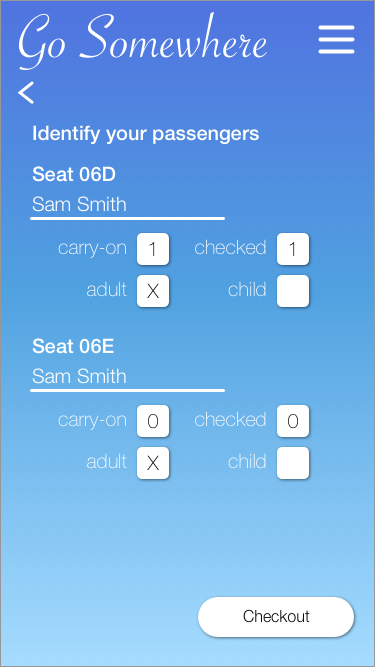 Go Somewhere
Identify your passengers
Seat 06D
Sam Smith
carry-on 1 checked 1
adult X child
Seat 06E
Sam Smith
carry-on 0 checked 0
adult X child
Checkout